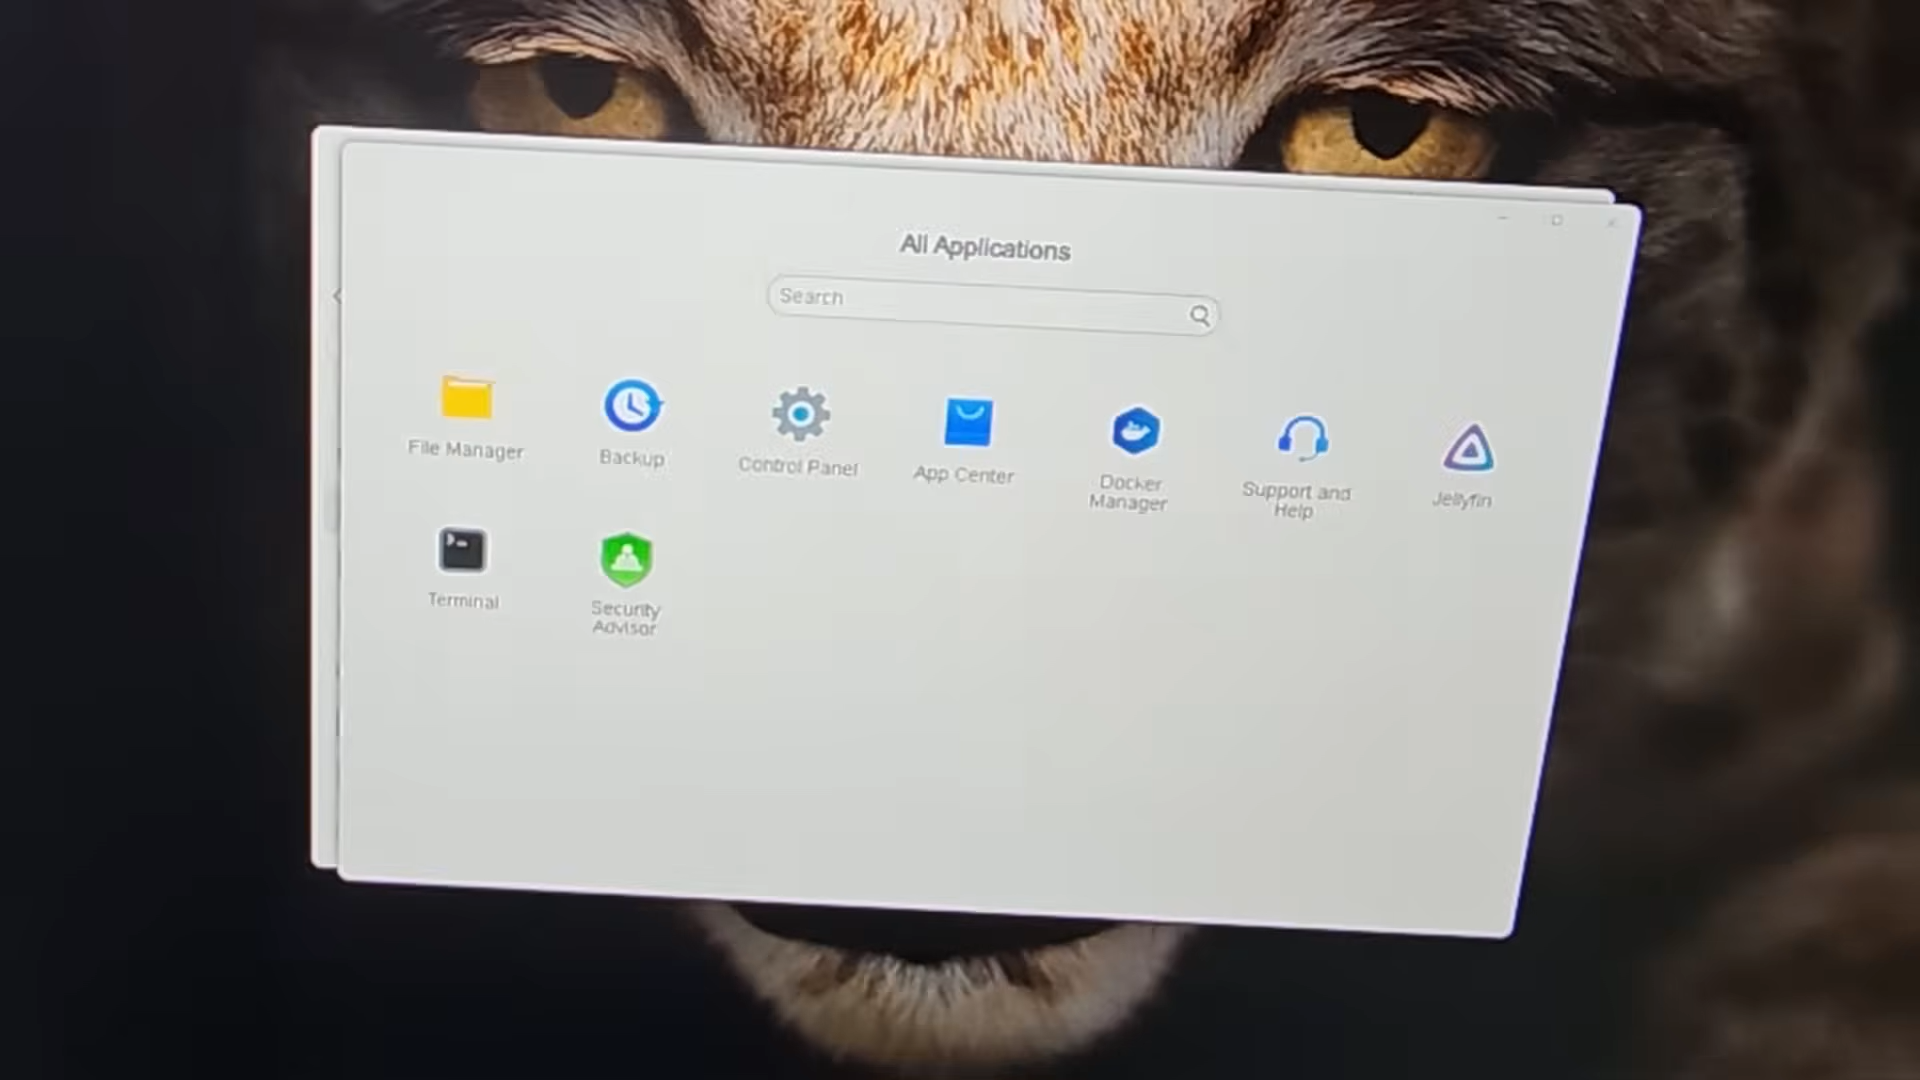 All Applications
Search
File Manager
Backup
Control Panel
App Center
Docker
Manager
Support and
Help
Jellyfin
Terminal
Security
Advisor